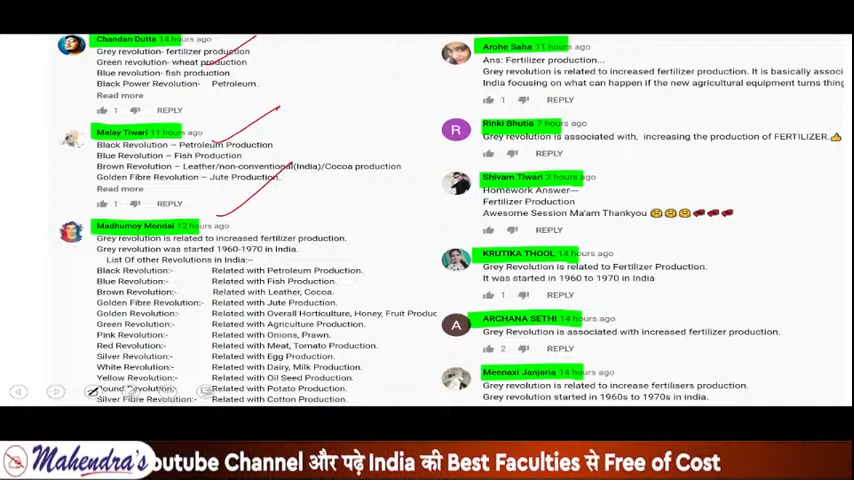 Chandan Dutta 14 hours ago
Grey revolution- fertilizer production
Green revolution- wheat production
Blue revolution- fish production
Black Power Revolution- Petroleum.
Read more
1 REPLY
Malay Tiwari 11 hours ago
Black Revolution – Petroleum Production
Blue Revolution – Fish Production
Brown Revolution – Leather/non-conventional(India)/Cocoa production
Golden Fibre Revolution – Jute Production..
Read more
1 REPLY
Madhumoy Mondal 12 hours ago
Grey revolution is related to increased fertilizer production.
Grey revolution was started 1960-1970 in India.
List Of other Revolutions in India:--
Black Revolution:- Related with Petroleum Production.
Blue Revolution:- Related with Fish Production.
Brown Revolution:- Related with Leather, Cocoa.
Golden Fibre Revolution:- Related with Jute Production.
Golden Revolution:- Related with Overall Horticulture, Honey, Fruit Produc
Green Revolution:- Related with Agriculture Production.
Pink Revolution:- Related with Onions, Prawn.
Red Revolution:- Related with Meat, Tomato Production.
Silver Revolution:- Related with Egg Production.
White Revolution:- Related with Dairy, Milk Production.
Yellow Revolution:- Related with Oil Seed Production.
Round Revolution:- Related with Potato Production.
Silver Fibre Revolution:- Related with Cotton Production.
Arohe Saha 11 hours ago
Ans: Fertilizer production...
Grey revolution is related to increased fertilizer production. It is basically associ
India focusing on what can happen if the new agricultural equipment turns thing
1 REPLY
R
Rinki Bhutia 7 hours ago
Grey revolution is associated with, increasing the production of FERTILIZER.👍
REPLY
Shivam Tiwari 2 hours ago
Homework Answer---
Fertilizer Production
Awesome Session Ma'am Thankyou
REPLY
KRUTIKA THOOL 14 hours ago
Grey Revolution is related to Fertilizer Production.
It was started in 1960 to 1970 in India
1 REPLY
A
ARCHANA SETHI 14 hours ago
Grey Revolution is associated with increased fertilizer production.
2 REPLY
Meenaxi Janjaria 14 hours ago
Grey revolution is related to increase fertilisers production.
Grey revolution started in 1960s to 1970s in india.
Mahendra's outube Channel और पढ़े India की Best Faculties से Free of Cost